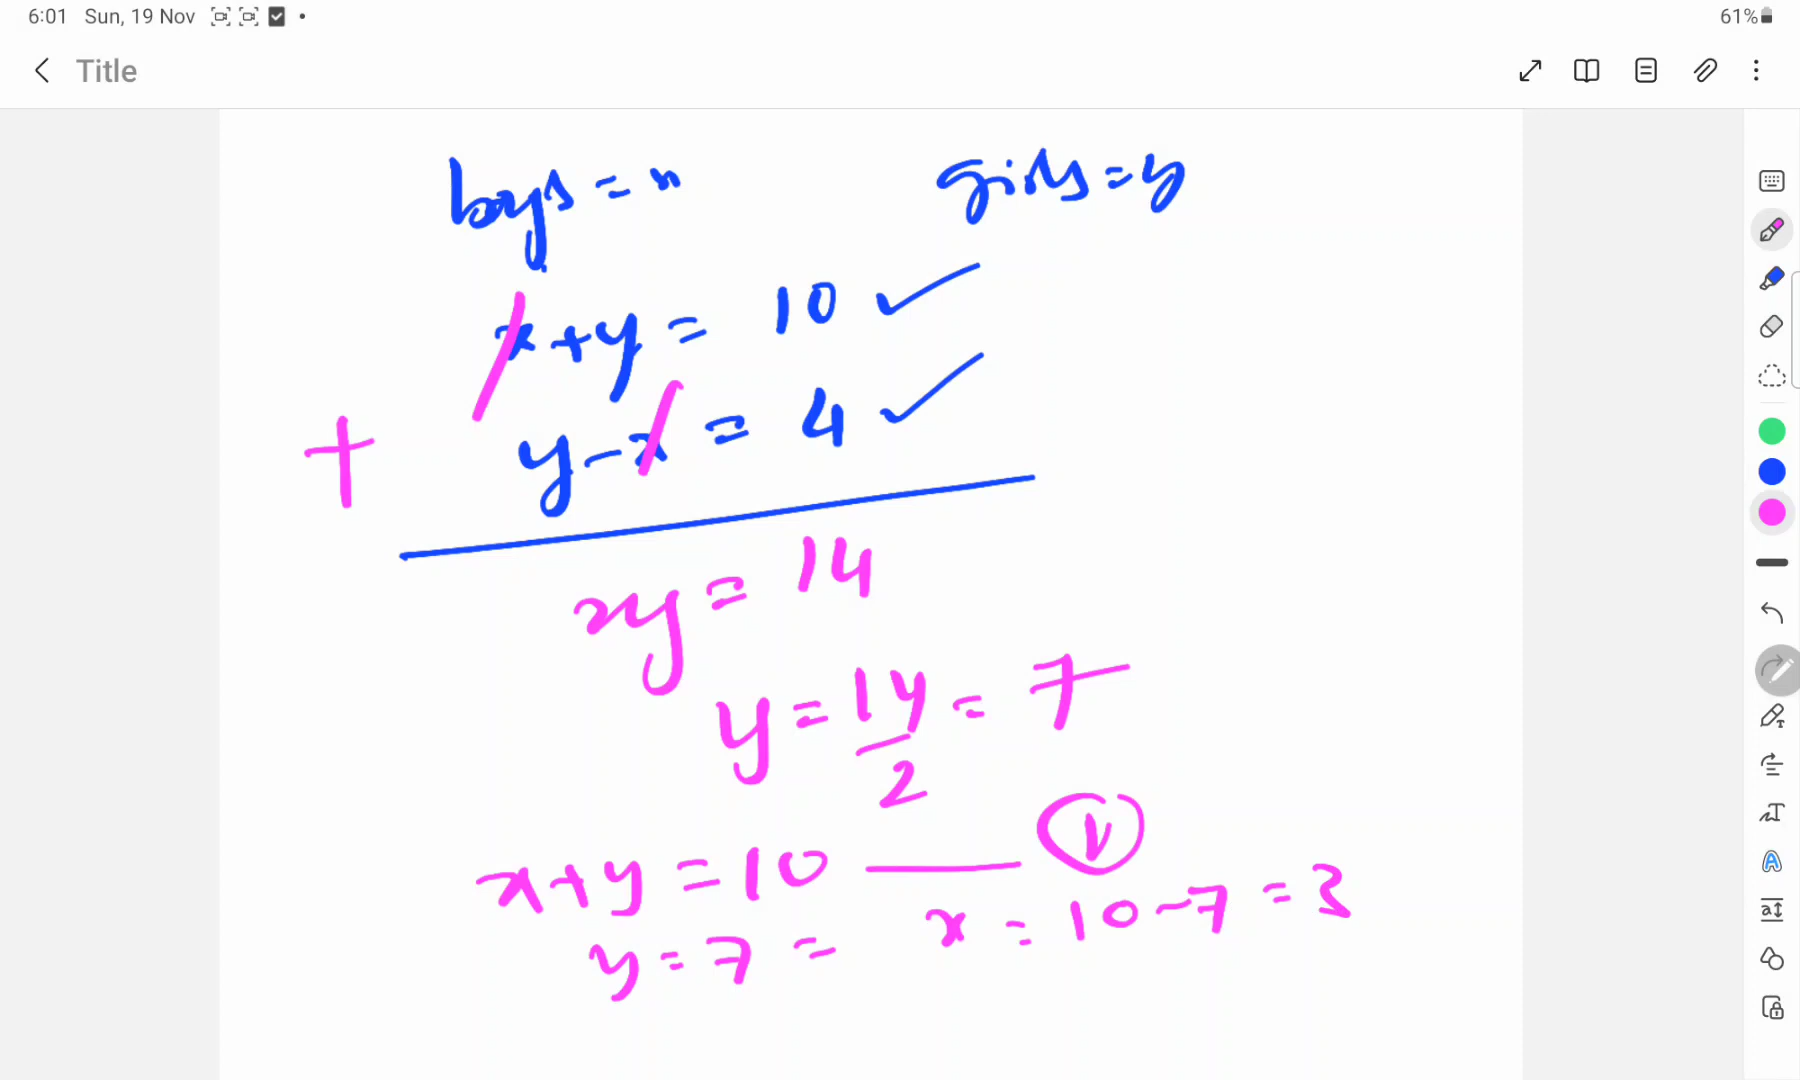 6:01 Sun, 19 Nov
61%
Title
boys = x
girls = y
x+y = 10
+ y-x = 4
xy = 14
y = 14/2 = 7
x+y = 10 —— 1
y = 7 = x = 10-7 = 3